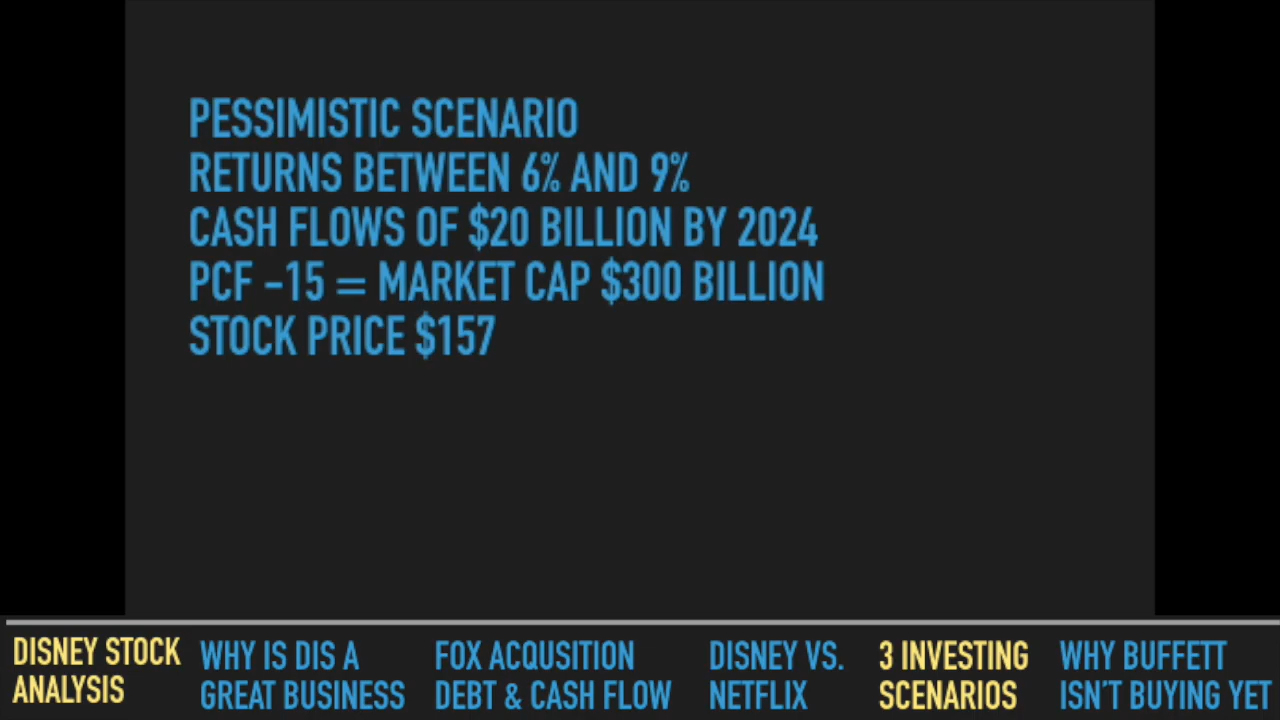 PESSIMISTIC SCENARIO
RETURNS BETWEEN 6% AND 9%
CASH FLOWS OF $20 BILLION BY 2024
PCF -15 = MARKET CAP $300 BILLION
STOCK PRICE $157
DISNEY STOCK
ANALYSIS
WHY IS DIS A
GREAT BUSINESS
FOX ACQUSITION
DEBT & CASH FLOW
DISNEY VS.
NETFLIX
3 INVESTING
SCENARIOS
WHY BUFFETT
ISN'T BUYING YET